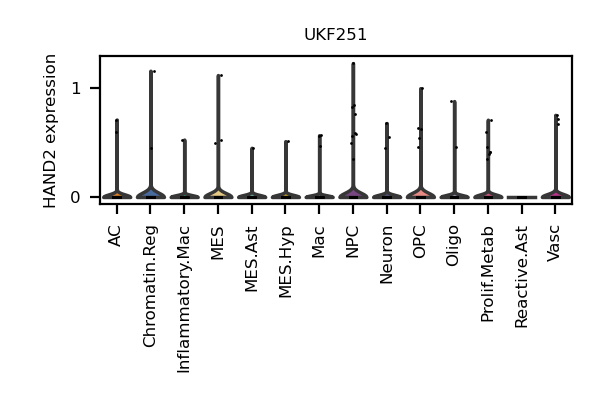 UKF251
HAND2 expression
1
0
AC
Chromatin.Reg
Inflammatory.Mac
MES
MES.Ast
MES.Hyp
Mac
NPC
Neuron
OPC
Oligo
Prolif.Metab
Reactive.Ast
Vasc